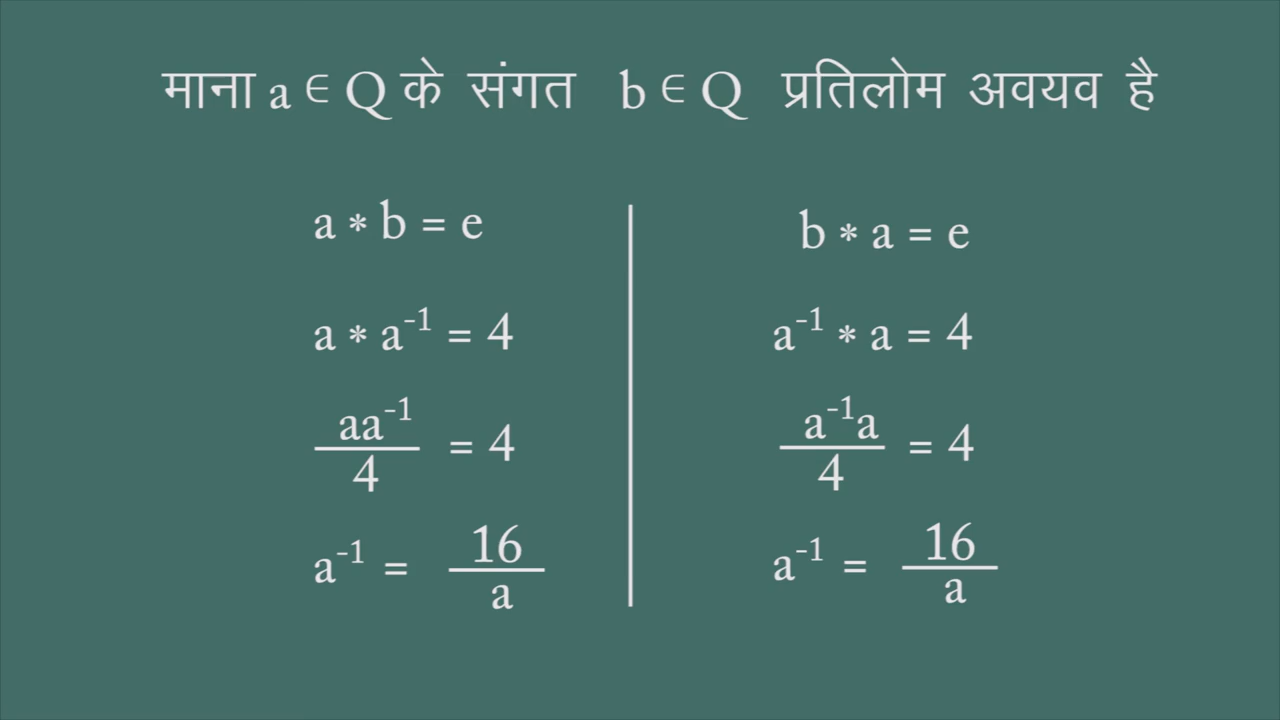 माना a ∈ Q के संगत b ∈ Q प्रतिलोम अवयव है
a * b = e
a * a⁻¹ = 4
aa⁻¹/4 = 4
a⁻¹ = 16/a
b * a = e
a⁻¹ * a = 4
a⁻¹a/4 = 4
a⁻¹ = 16/a